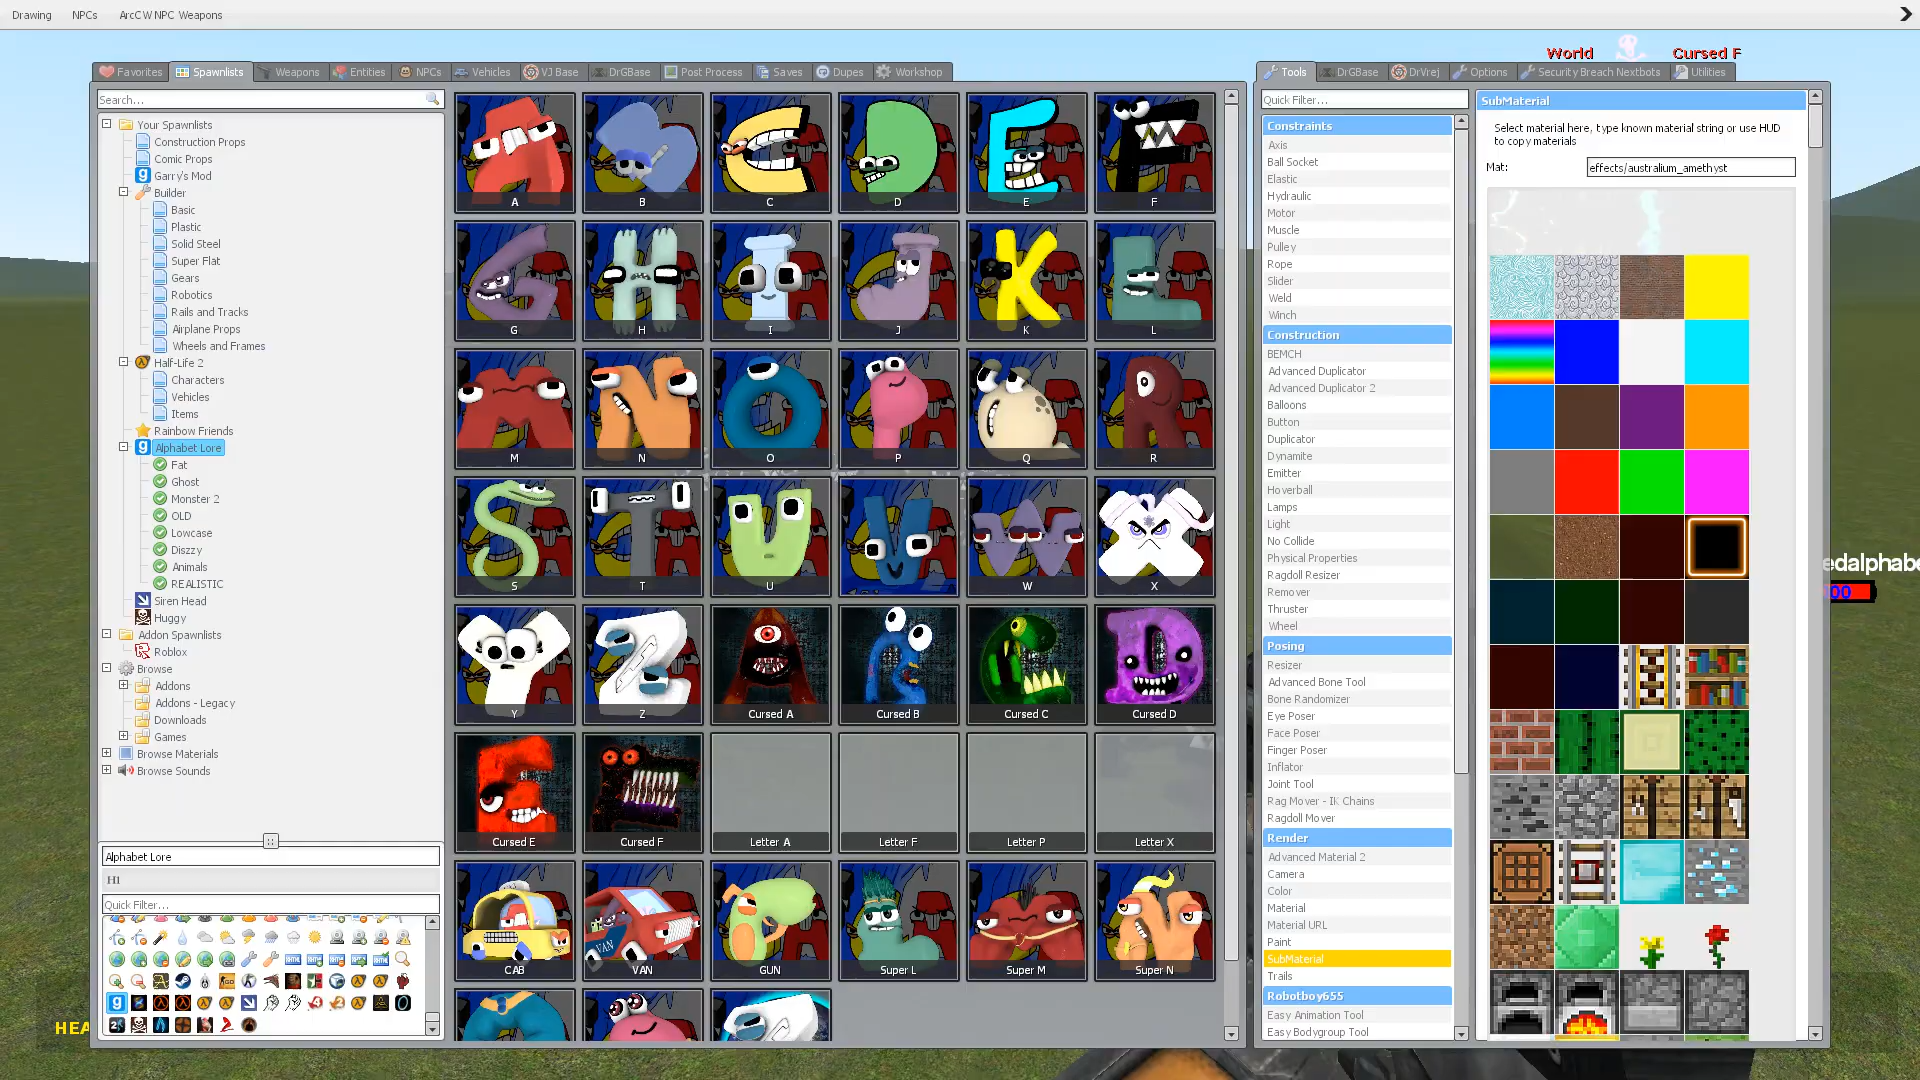 Drawing NPCs ArcCW NPC Weapons
World Cursed F
Favorites Spawnlists Weapons Entities NPCs Vehicles VJ Base DrGBase Post Process Saves Dupes Workshop
Search...
Your Spawnlists
Construction Props
Comic Props
Garry's Mod
Builder
Basic
Plastic
Solid Steel
Super Flat
Gears
Robotics
Rails and Tracks
Airplane Props
Wheels and Frames
Half-Life 2
Characters
Vehicles
Items
Rainbow Friends
Alphabet Lore
Fat
Ghost
Monster 2
OLD
Lowcase
Diszzy
Animals
REALISTIC
Siren Head
Huggy
Addon Spawnlists
Roblox
Browse
Addons
Addons - Legacy
Downloads
Games
Browse Materials
Browse Sounds
Alphabet Lore
H1
Quick Filter...
HEA
A B C D E F
G H I J K L
M N O P Q R
S T U V W X
Y Z Cursed A Cursed B Cursed C Cursed D
Cursed E Cursed F Letter A Letter F Letter P Letter X
VAN
CAB VAN GUN Super L Super M Super N
Tools DrGBase DrVrej Options Security Breach Nextbots Utilities
Quick Filter...
Constraints
Axis
Ball Socket
Elastic
Hydraulic
Motor
Muscle
Pulley
Rope
Slider
Weld
Winch
Construction
BEMCH
Advanced Duplicator
Advanced Duplicator 2
Balloons
Button
Duplicator
Dynamite
Emitter
Hoverball
Lamps
Light
No Collide
Physical Properties
Ragdoll Resizer
Remover
Thruster
Wheel
Posing
Resizer
Advanced Bone Tool
Bone Randomizer
Eye Poser
Face Poser
Finger Poser
Inflator
Joint Tool
Rag Mover - IK Chains
Ragdoll Mover
Render
Advanced Material 2
Camera
Color
Material
Material URL
Paint
SubMaterial
Trails
Robotboy655
Easy Animation Tool
Easy Bodygroup Tool
SubMaterial
Select material here, type known material string or use HUD
to copy materials
Mat: effects/australium_amethyst
edalphabe
00